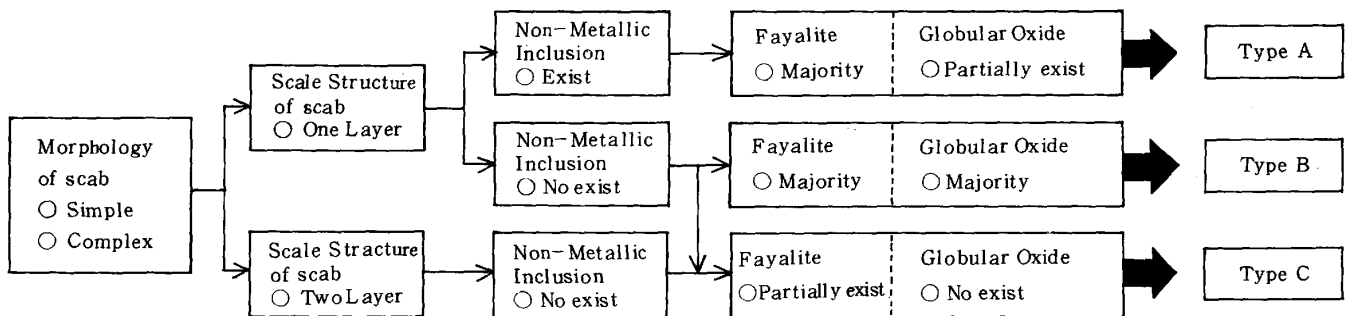 Morphology
of scab
○ Simple
○ Complex
Scale Structure
of scab
○ One Layer
Scale Stracture
of scab
○ Two Layer
Non-Metallic
Inclusion
○ Exist
Non-Metallic
Inclusion
○ No exist
Non-Metallic
Inclusion
○ No exist
Fayalite
○ Majority
Globular Oxide
○ Partially exist
Type A
Fayalite
○ Majority
Globular Oxide
○ Majority
Type B
Fayalite
○Partially exist
Globular Oxide
○ No exist
Type C